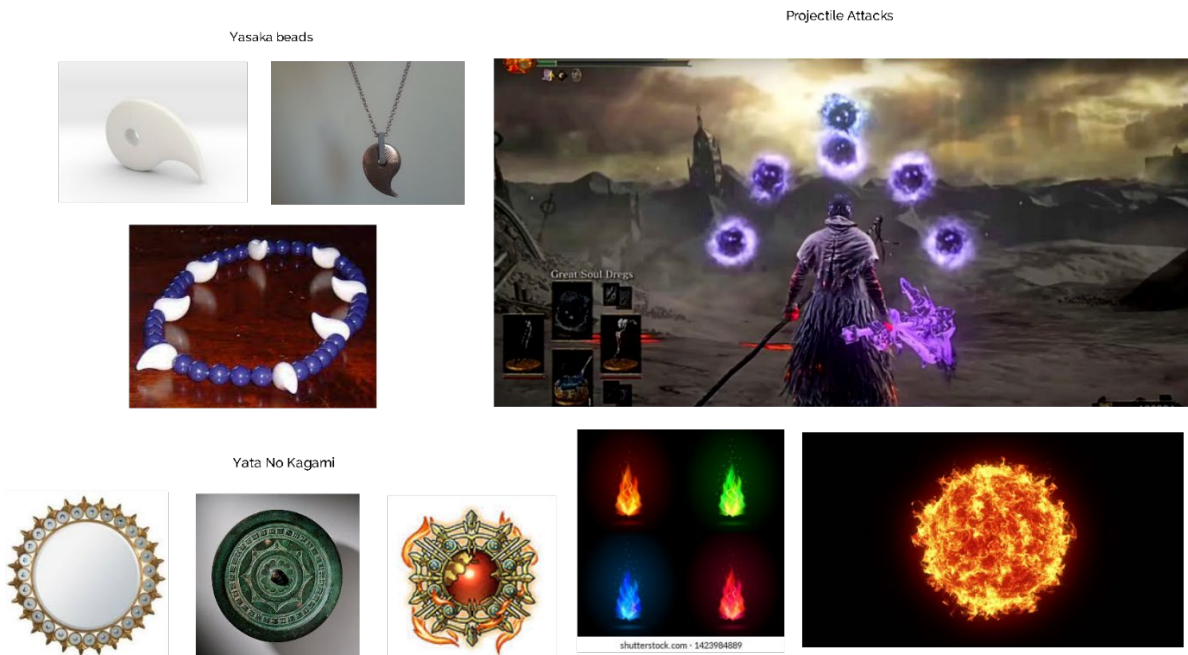 Projectile Attacks
Yasaka beads
Great Soul Dregs
Yata No Kagami
shutterstock.com · 1423984889